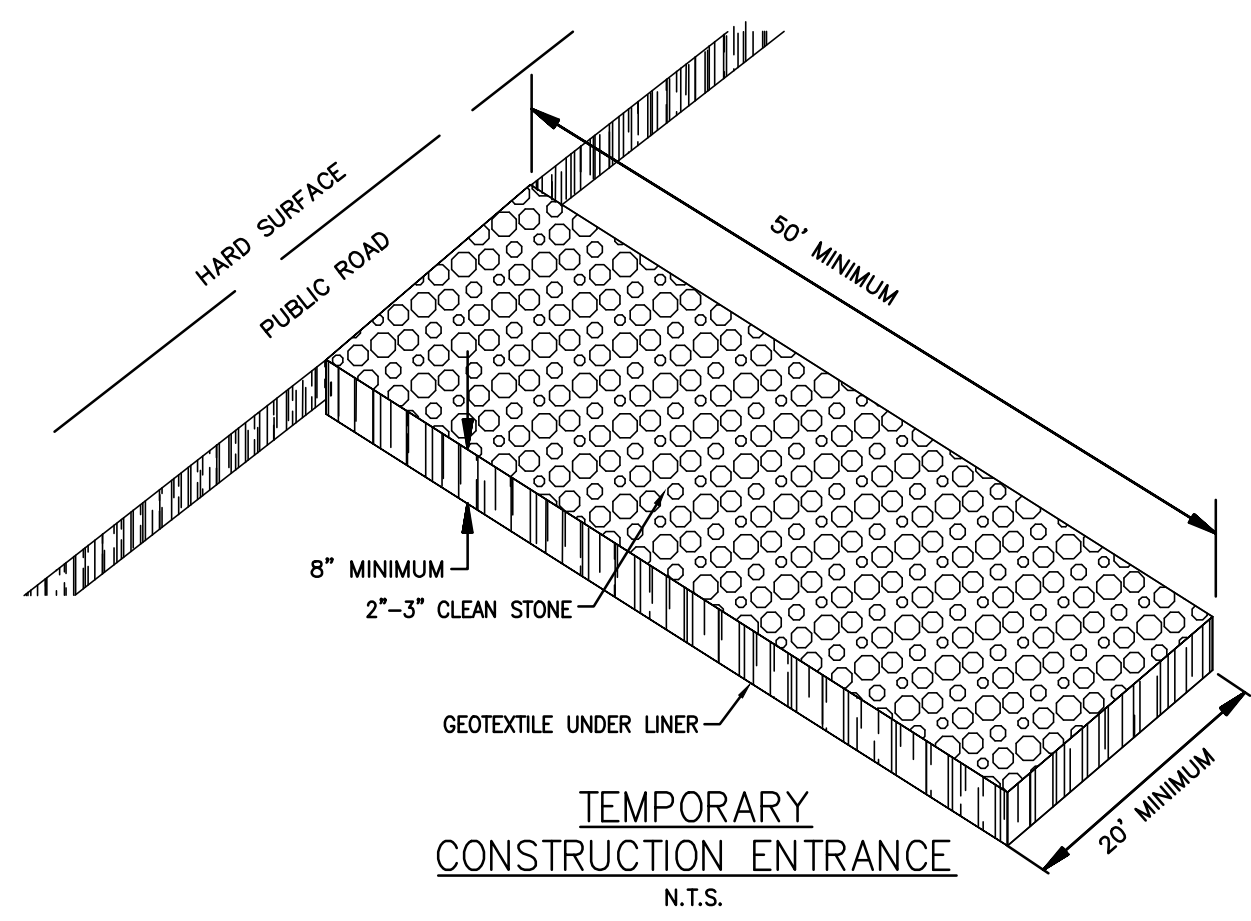 HARD SURFACE
PUBLIC ROAD
50' MINIMUM
8" MINIMUM
2"-3" CLEAN STONE
GEOTEXTILE UNDER LINER
20' MINIMUM
TEMPORARY
CONSTRUCTION ENTRANCE
N.T.S.